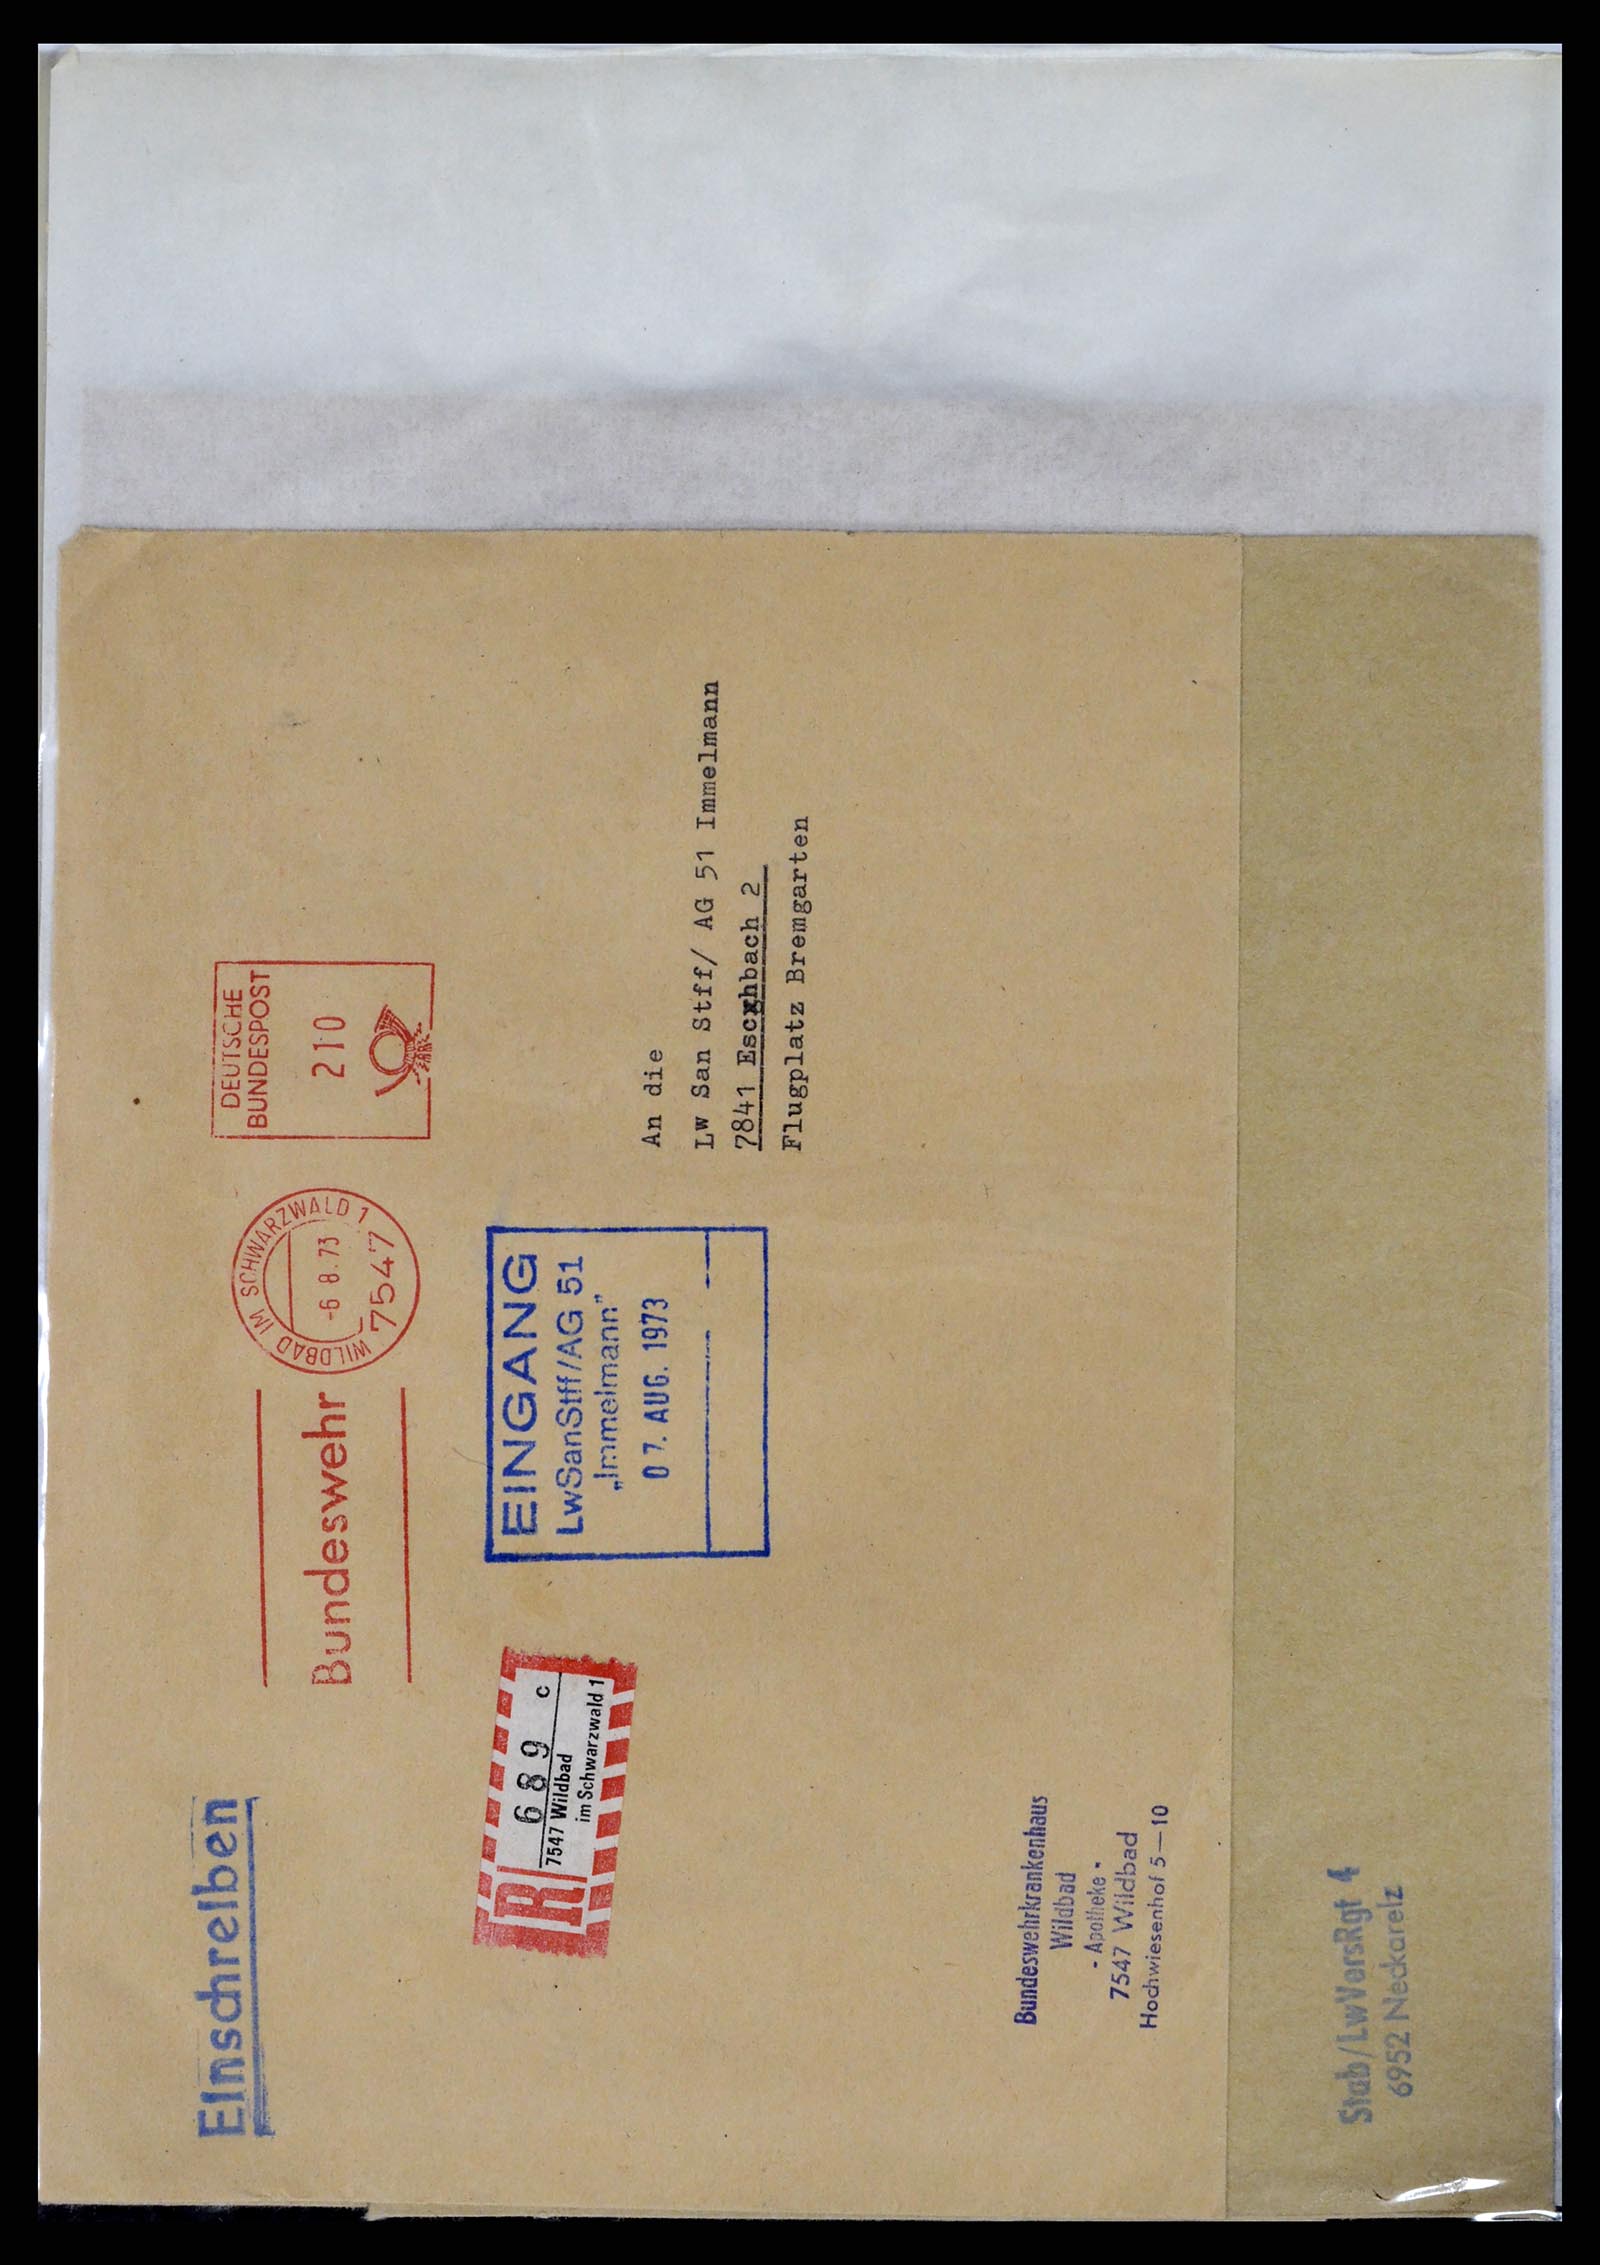 Einschreiben
Bundeswehr
WILDBAD IM SCHWARZWALD 1
-6 8.73
7547
DEUTSCHE
BUNDESPOST
210
R
689 c
7547 Wildbad
im Schwarzwald 1
EINGANG
LwSanStff/AG 51
„Immelmann”
07. AUG. 1973
An die
Lw San Stff/ AG 51 Immelmann
7841 Eschbach 2
Flugplatz Bremgarten
Bundeswehrkrankenhaus
Wildbad
- Apotheke -
7547 Wildbad
Hochwiesenhof 5—10
Stab/LwVersRgt 4
6952 Neckarelz